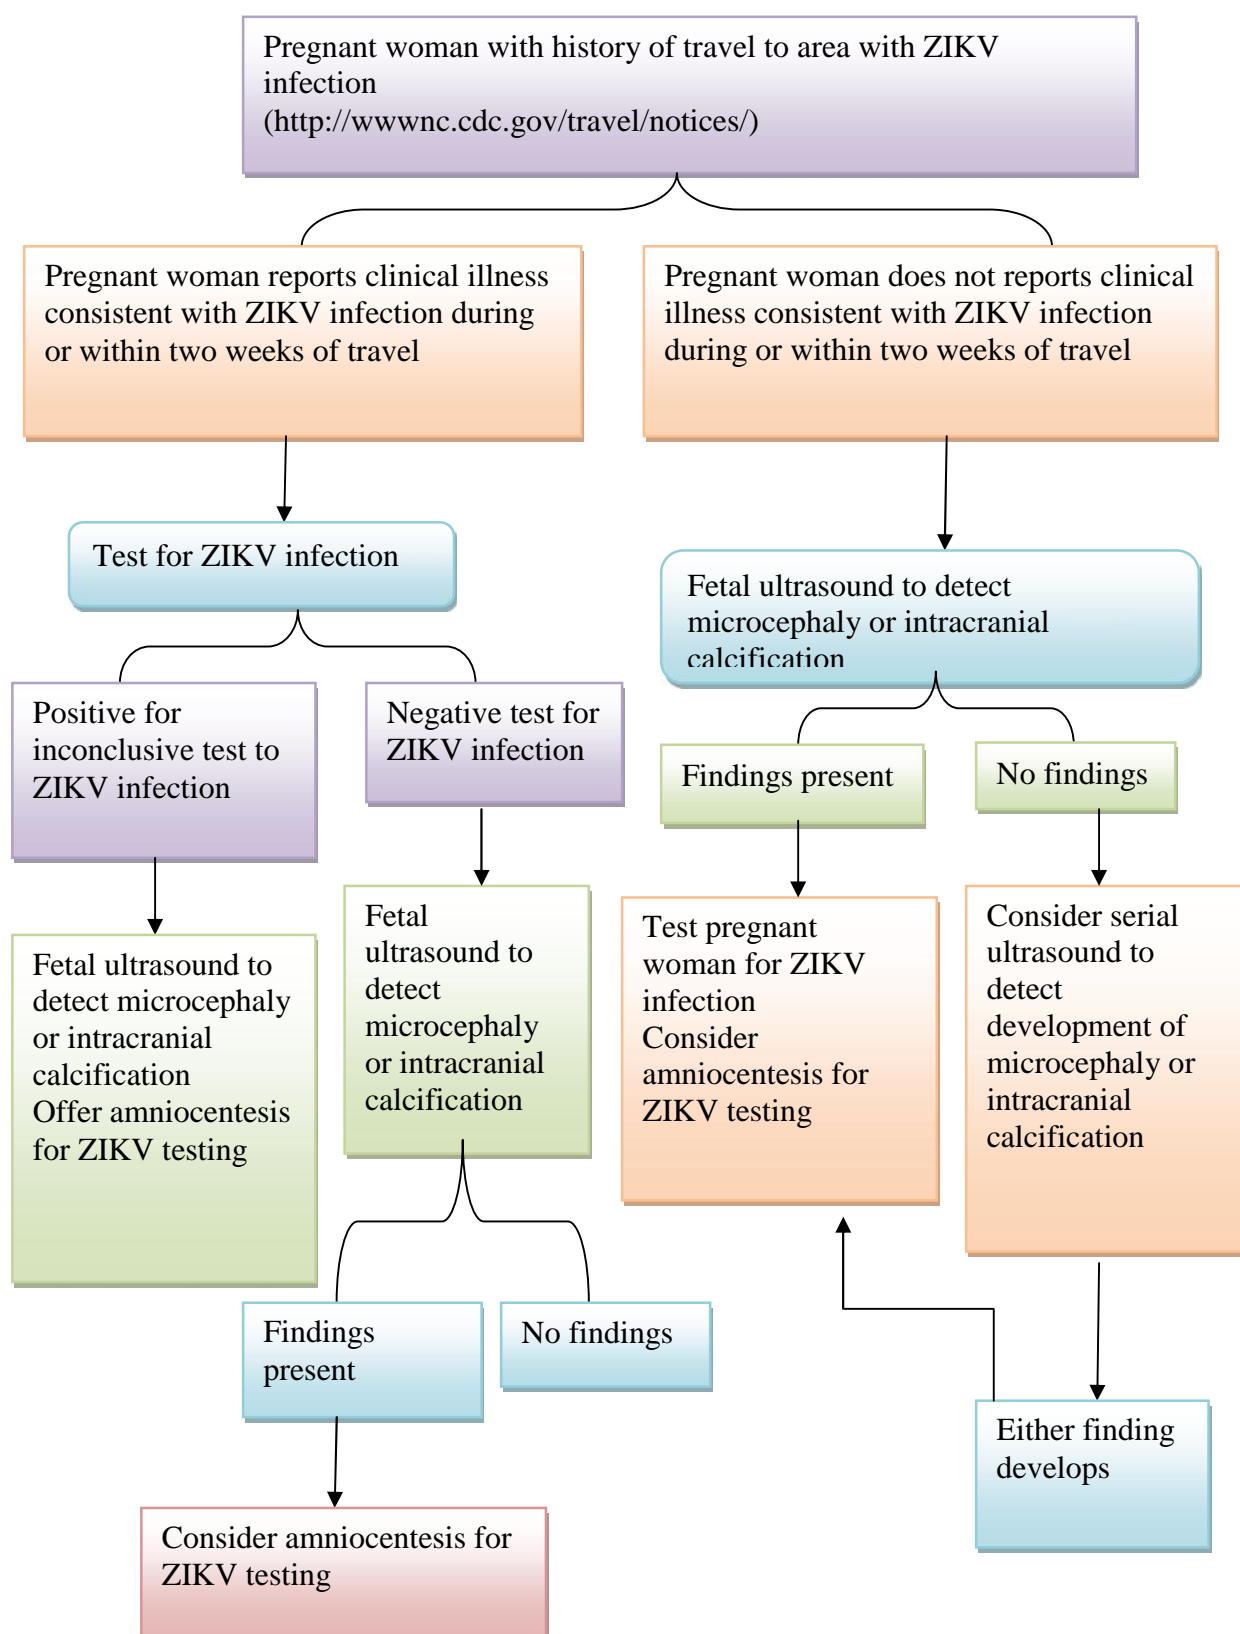 Pregnant woman with history of travel to area with ZIKV
infection
(http://wwwnc.cdc.gov/travel/notices/)
Pregnant woman reports clinical illness
consistent with ZIKV infection during
or within two weeks of travel
Pregnant woman does not reports clinical
illness consistent with ZIKV infection
during or within two weeks of travel
Test for ZIKV infection
Fetal ultrasound to detect
microcephaly or intracranial
calcification
Positive for
inconclusive test to
ZIKV infection
Negative test for
ZIKV infection
Findings present
No findings
Fetal ultrasound to
detect microcephaly
or intracranial
calcification
Offer amniocentesis
for ZIKV testing
Fetal
ultrasound to
detect
microcephaly
or intracranial
calcification
Test pregnant
woman for ZIKV
infection
Consider
amniocentesis for
ZIKV testing
Consider serial
ultrasound to
detect
development of
microcephaly or
intracranial
calcification
Findings
present
No findings
Either finding
develops
Consider amniocentesis for
ZIKV testing